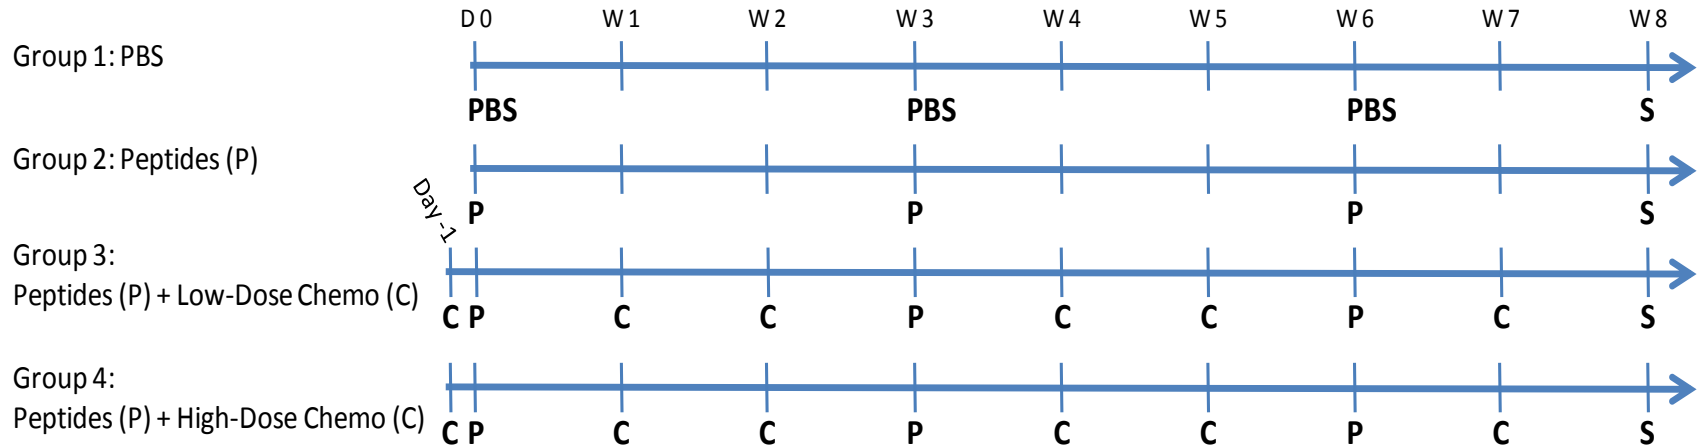 D 0 W 1 W 2 W 3 W 4 W 5 W 6 W 7 W 8
Group 1: PBS
PBS PBS PBS S
Group 2: Peptides (P)
P P P S
Day -1
Group 3:
Peptides (P) + Low-Dose Chemo (C)
C P C C P C C P C S
Group 4:
Peptides (P) + High-Dose Chemo (C)
C P C C P C C P C S